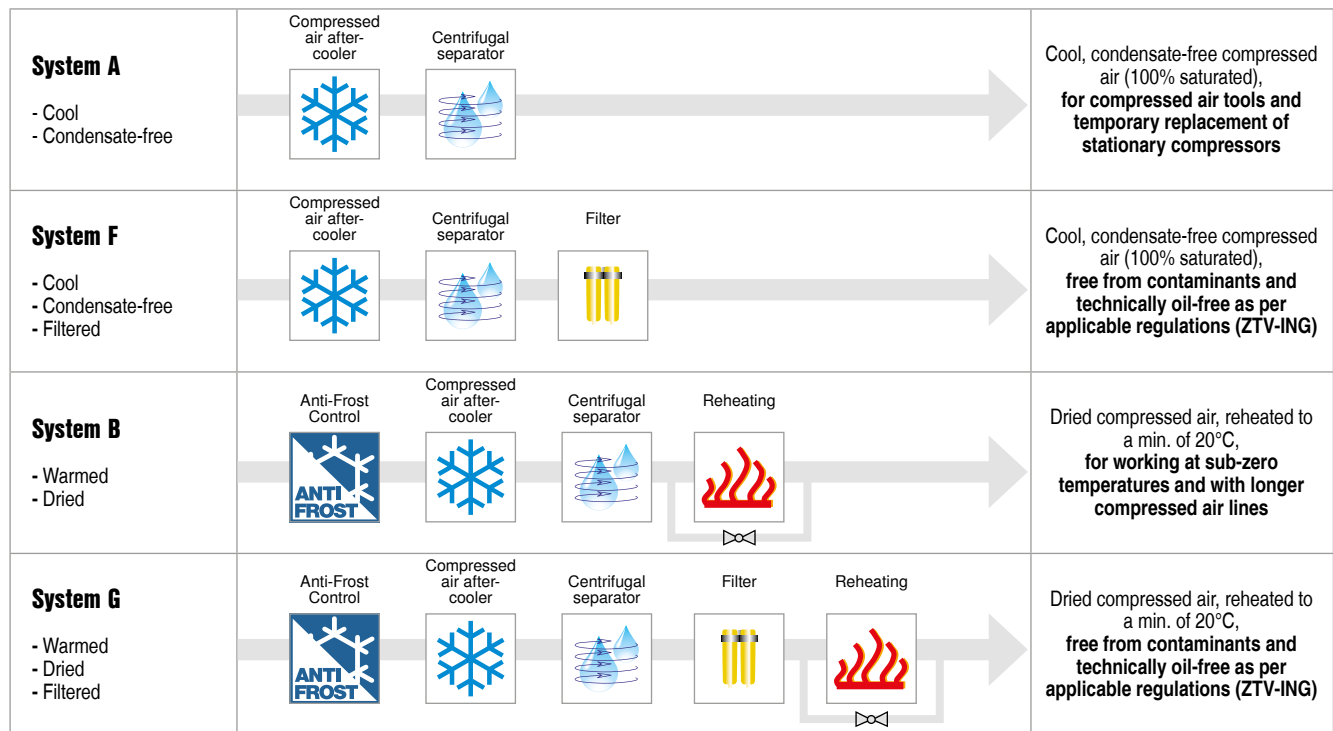 System A
- Cool
- Condensate-free
Compressed
air after-
cooler
Centrifugal
separator
Cool, condensate-free compressed
air (100% saturated),
for compressed air tools and
temporary replacement of
stationary compressors
System F
- Cool
- Condensate-free
- Filtered
Compressed
air after-
cooler
Centrifugal
separator
Filter
Cool, condensate-free compressed
air (100% saturated),
free from contaminants and
technically oil-free as per
applicable regulations (ZTV-ING)
System B
- Warmed
- Dried
Anti-Frost
Control
ANTI
FROST
Compressed
air after-
cooler
Centrifugal
separator
Reheating
Dried compressed air, reheated to
a min. of 20°C,
for working at sub-zero
temperatures and with longer
compressed air lines
System G
- Warmed
- Dried
- Filtered
Anti-Frost
Control
ANTI
FROST
Compressed
air after-
cooler
Centrifugal
separator
Filter
Reheating
Dried compressed air, reheated to
a min. of 20°C,
free from contaminants and
technically oil-free as per
applicable regulations (ZTV-ING)